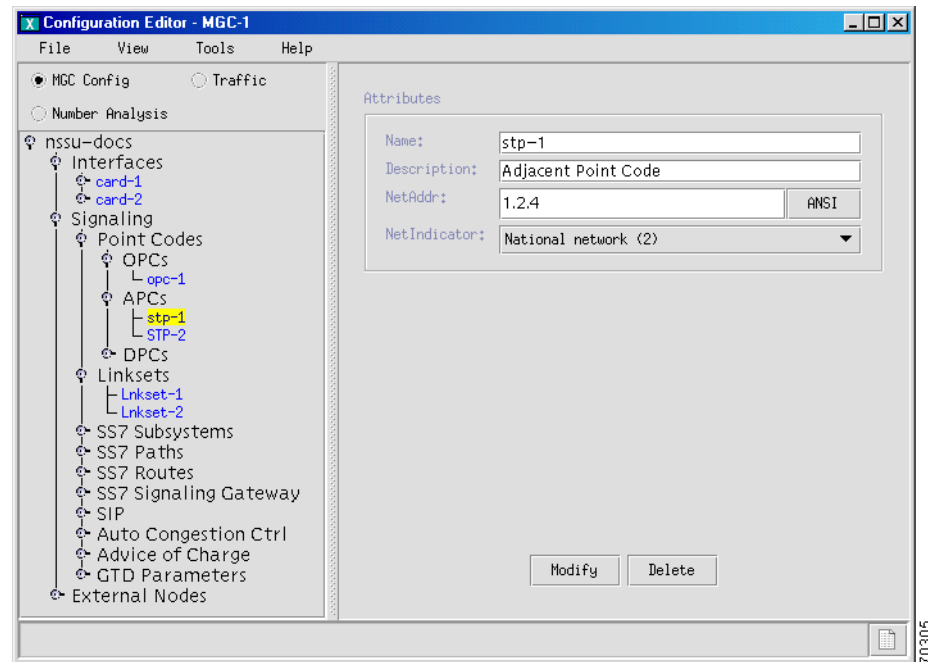 X Configuration Editor - MGC-1
File View Tools Help
MGC Config Traffic
Number Analysis
nssu-docs
Interfaces
card-1
card-2
Signaling
Point Codes
OPCs
opc-1
APCs
stp-1
STP-2
DPCs
Linksets
Lnkset-1
Lnkset-2
SS7 Subsystems
SS7 Paths
SS7 Routes
SS7 Signaling Gateway
SIP
Auto Congestion Ctrl
Advice of Charge
GTD Parameters
External Nodes
Attributes
Name: stp-1
Description: Adjacent Point Code
NetAddr: 1.2.4 ANSI
NetIndicator: National network (2)
Modify Delete
70305